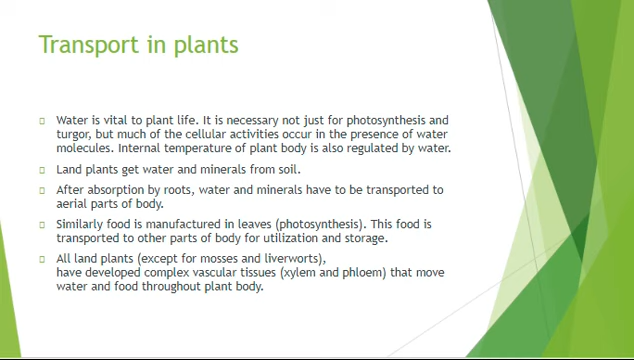 Transport in plants
Water is vital to plant life. It is necessary not just for photosynthesis and
turgor, but much of the cellular activities occur in the presence of water
molecules. Internal temperature of plant body is also regulated by water.
Land plants get water and minerals from soil.
After absorption by roots, water and minerals have to be transported to
aerial parts of body.
Similarly food is manufactured in leaves (photosynthesis). This food is
transported to other parts of body for utilization and storage.
All land plants (except for mosses and liverworts),
have developed complex vascular tissues (xylem and phloem) that move
water and food throughout plant body.